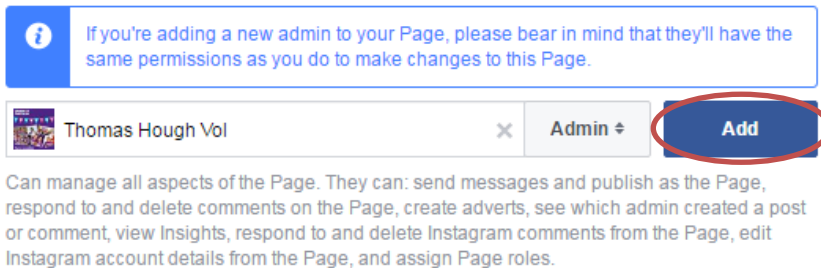 If you're adding a new admin to your Page, please bear in mind that they'll have the
same permissions as you do to make changes to this Page.
Thomas Hough Vol × Admin Add
Can manage all aspects of the Page. They can: send messages and publish as the Page,
respond to and delete comments on the Page, create adverts, see which admin created a post
or comment, view Insights, respond to and delete Instagram comments from the Page, edit
Instagram account details from the Page, and assign Page roles.